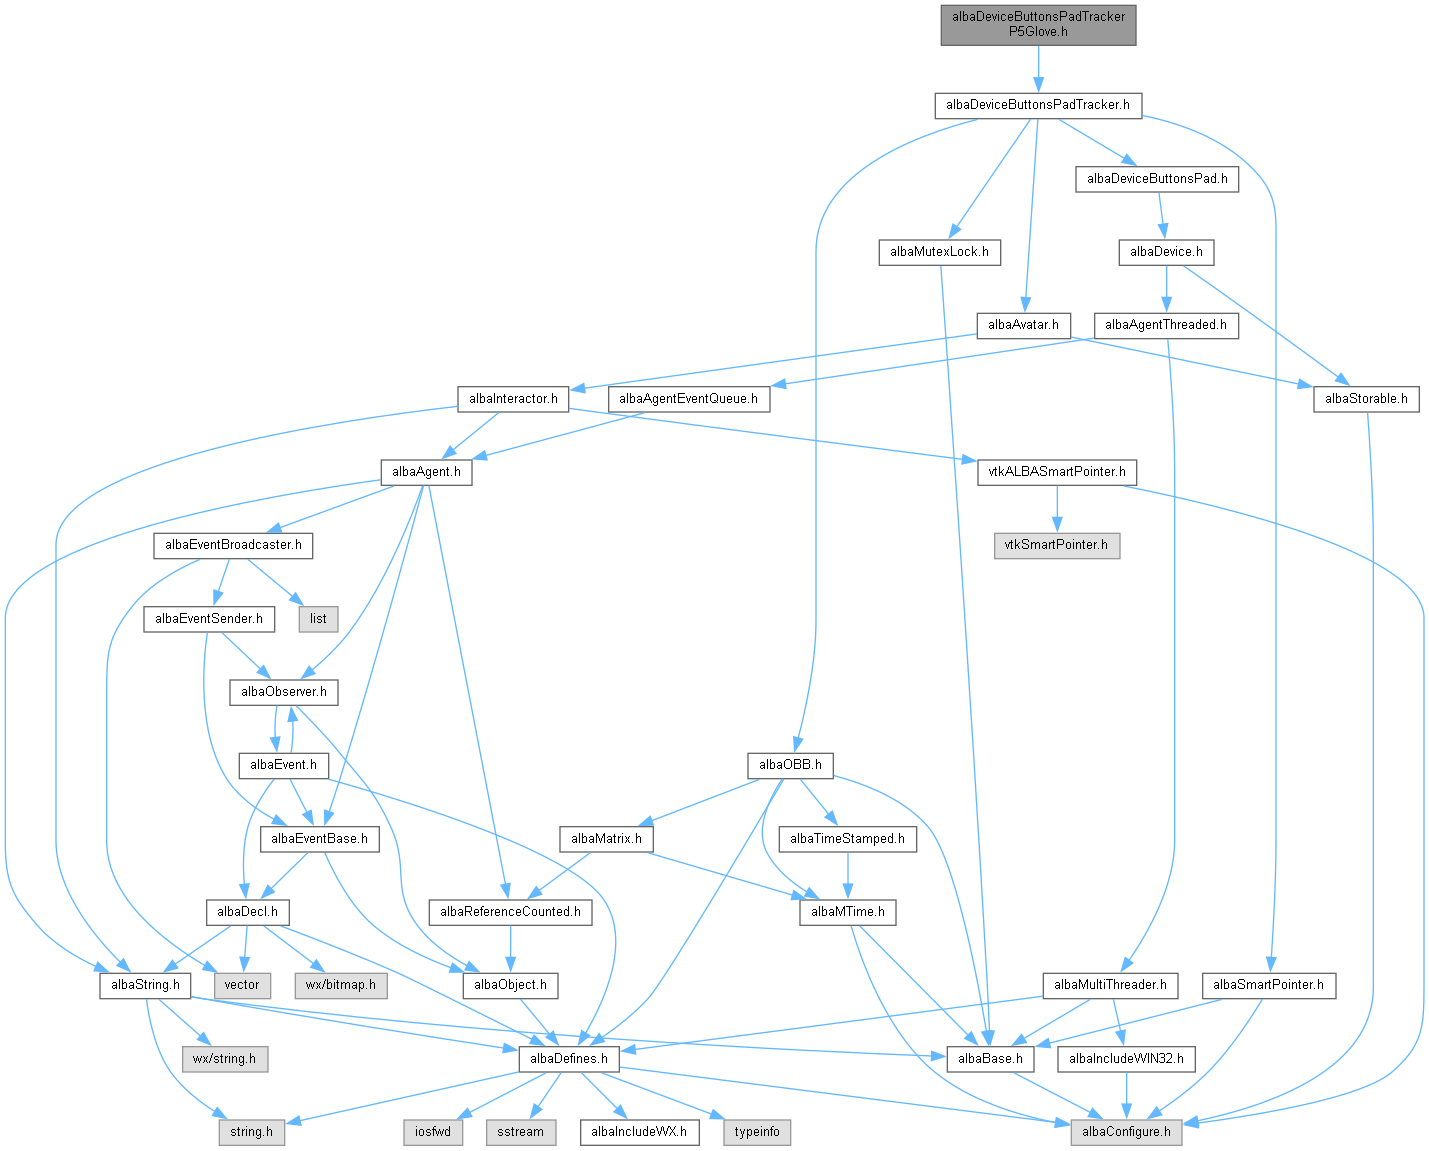 albaDeviceButtonsPadTracker
P5Glove.h
albaDeviceButtonsPadTracker.h
albaDeviceButtonsPad.h
albaMutexLock.h
albaDevice.h
albaAvatar.h
albaAgentThreaded.h
albaInteractor.h
albaAgentEventQueue.h
albaStorable.h
albaAgent.h
vtkALBASmartPointer.h
albaEventBroadcaster.h
vtkSmartPointer.h
albaEventSender.h
list
albaObserver.h
albaEvent.h
albaOBB.h
albaEventBase.h
albaMatrix.h
albaTimeStamped.h
albaDecl.h
albaReferenceCounted.h
albaMTime.h
albaString.h
vector
wx/bitmap.h
albaObject.h
albaMultiThreader.h
albaSmartPointer.h
wx/string.h
albaDefines.h
albaBase.h
albaIncludeWIN32.h
string.h
iosfwd
sstream
albaIncludeWX.h
typeinfo
albaConfigure.h